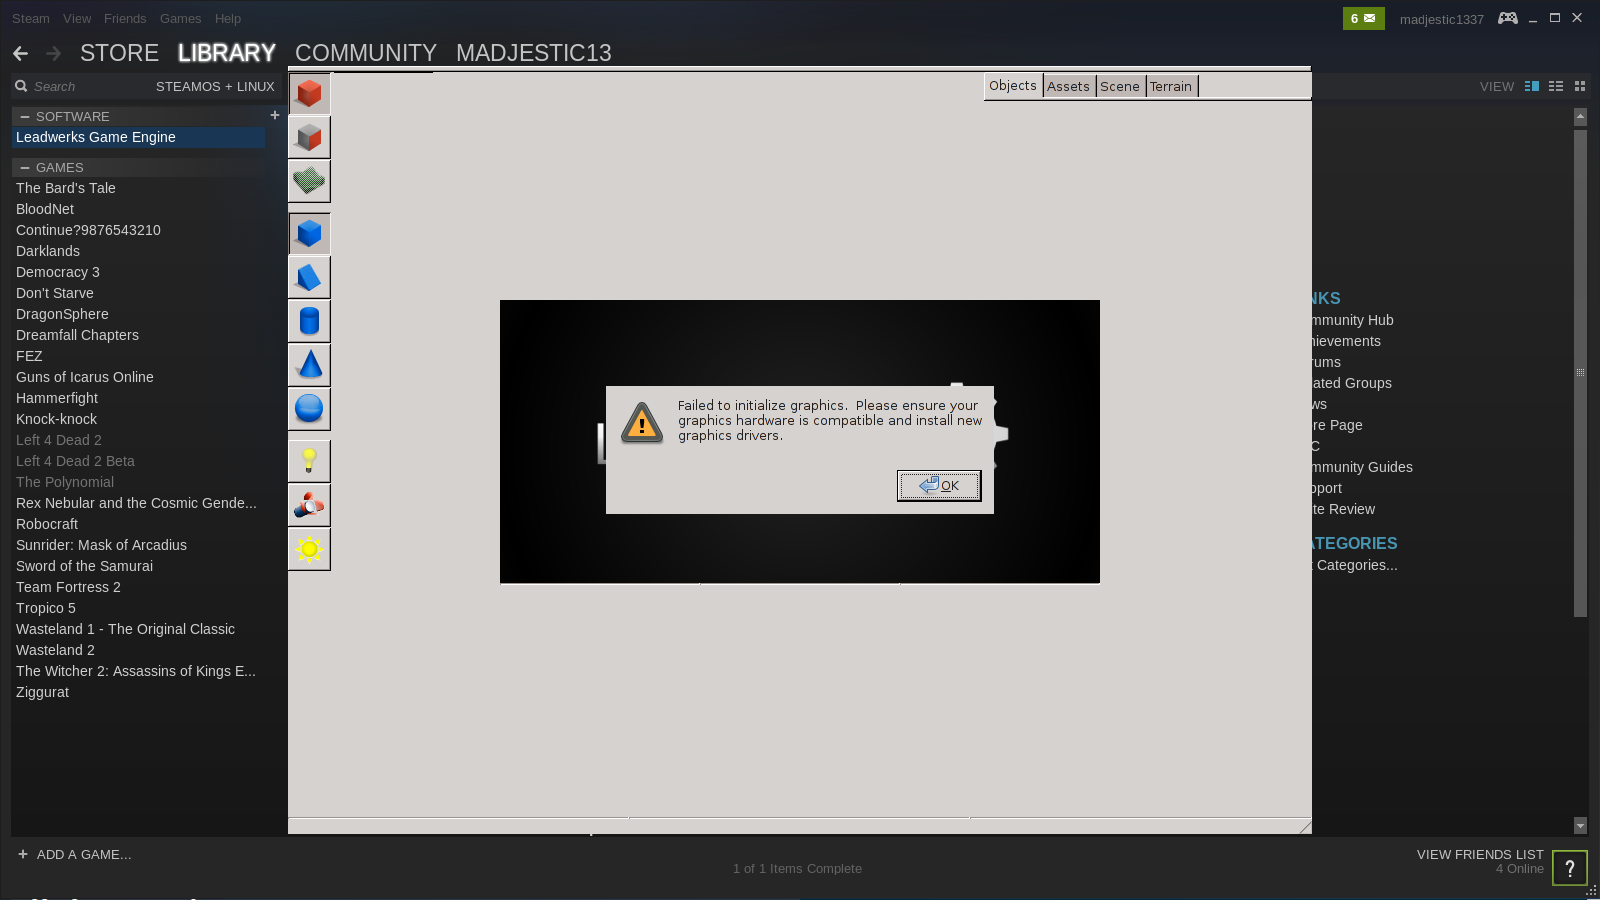 Steam View Friends Games Help
6
madjestic1337
STORE LIBRARY COMMUNITY MADJESTIC13
Search
STEAMOS + LINUX
VIEW
Objects Assets Scene Terrain
– SOFTWARE +
Leadwerks Game Engine
– GAMES
The Bard's Tale
BloodNet
Continue?9876543210
Darklands
Democracy 3
Don't Starve
DragonSphere
Dreamfall Chapters
FEZ
Guns of Icarus Online
Hammerfight
Knock-knock
Left 4 Dead 2
Left 4 Dead 2 Beta
The Polynomial
Rex Nebular and the Cosmic Gende...
Robocraft
Sunrider: Mask of Arcadius
Sword of the Samurai
Team Fortress 2
Tropico 5
Wasteland 1 - The Original Classic
Wasteland 2
The Witcher 2: Assassins of Kings E...
Ziggurat
Failed to initialize graphics. Please ensure your
graphics hardware is compatible and install new
graphics drivers.
OK
NKS
mmunity Hub
ievements
ums
ated Groups
ws
re Page
C
mmunity Guides
port
te Review
ATEGORIES
Categories...
+ ADD A GAME...
1 of 1 Items Complete
VIEW FRIENDS LIST
4 Online
?